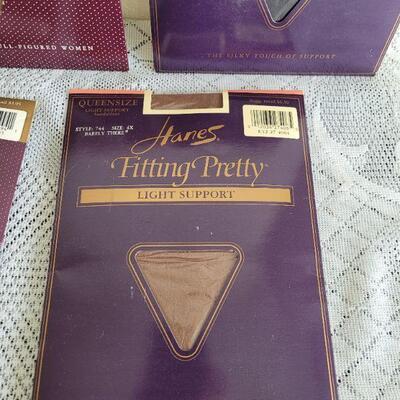 LL-FIGURED WOMEN
THE SILKY TOUCH OF SUPPORT
QUEENSIZE
LIGHT SUPPORT
STYLE: 744 SIZE 4X
BARELY THERE®
Hanes®
Fitting Pretty
LIGHT SUPPORT